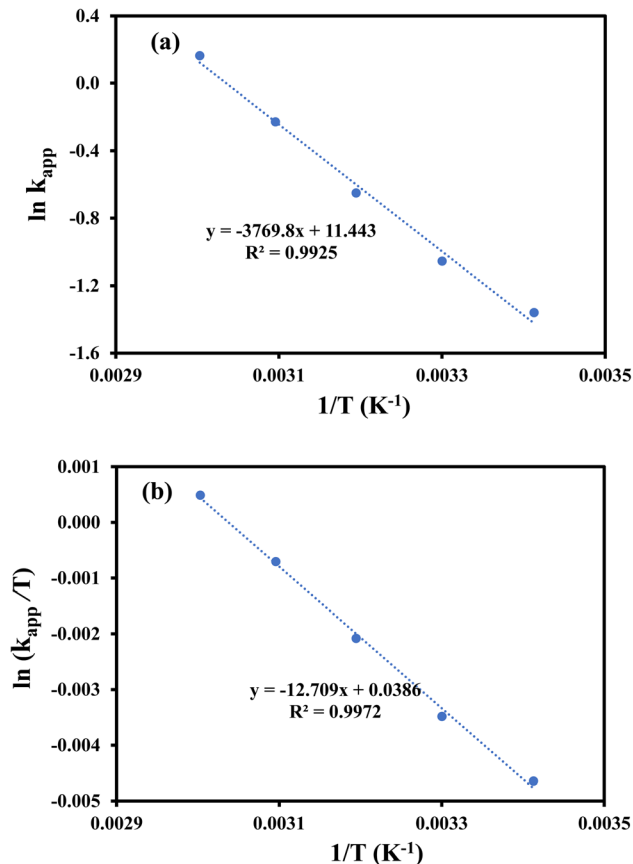 (a)
0.4
0.0
-0.4
-0.8
-1.2
-1.6
ln k_app
y = -3769.8x + 11.443
R² = 0.9925
0.0029 0.0031 0.0033 0.0035
1/T (K⁻¹)
(b)
0.001
0.000
-0.001
-0.002
-0.003
-0.004
-0.005
ln (k_app /T)
y = -12.709x + 0.0386
R² = 0.9972
0.0029 0.0031 0.0033 0.0035
1/T (K⁻¹)